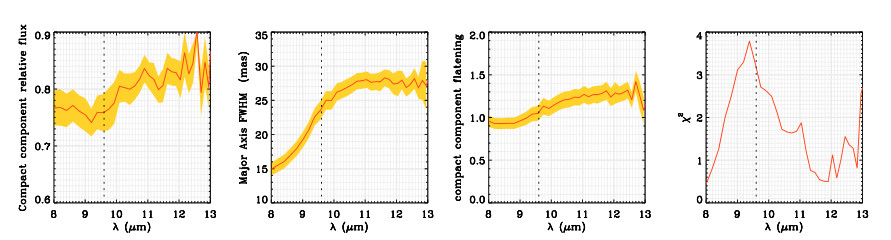 Compact relative flux
0.9
0.8
0.7
0.6
8 9 10 11 12 13
λ (μm)
Major Axis FWHM (mas)
35
30
25
20
15
10
8 9 10 11 12 13
λ (μm)
compact component flatening
2.0
1.5
1.0
0.5
0.0
8 9 10 11 12 13
λ (μm)
χ²
4
3
2
1
0
8 9 10 11 12 13
λ (μm)